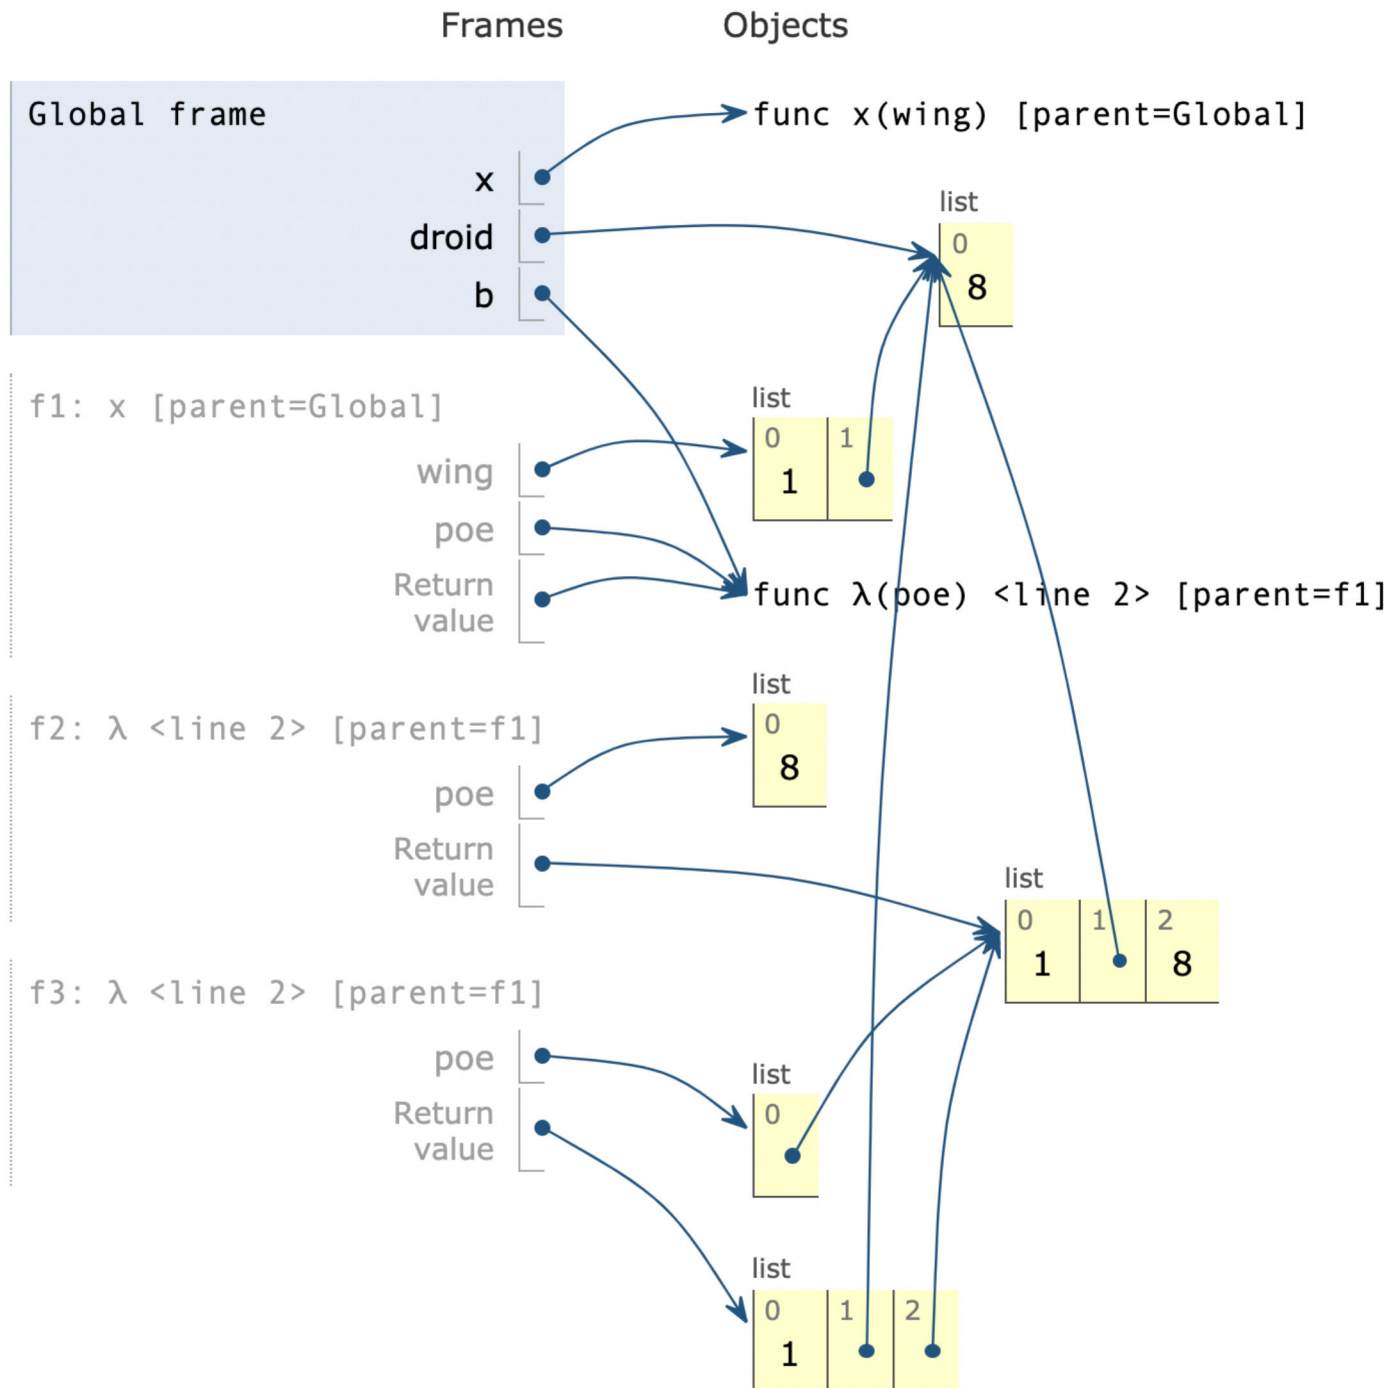 Frames Objects
Global frame
func x(wing) [parent=Global]
x
list
droid
0
8
b
f1: x [parent=Global]
list
0 1
wing
1
poe
Return
value
func λ(poe) <line 2> [parent=f1]
list
f2: λ <line 2> [parent=f1]
0
8
poe
Return
value
list
0 1 2
1 8
f3: λ <line 2> [parent=f1]
poe
list
0
Return
value
list
0 1 2
1